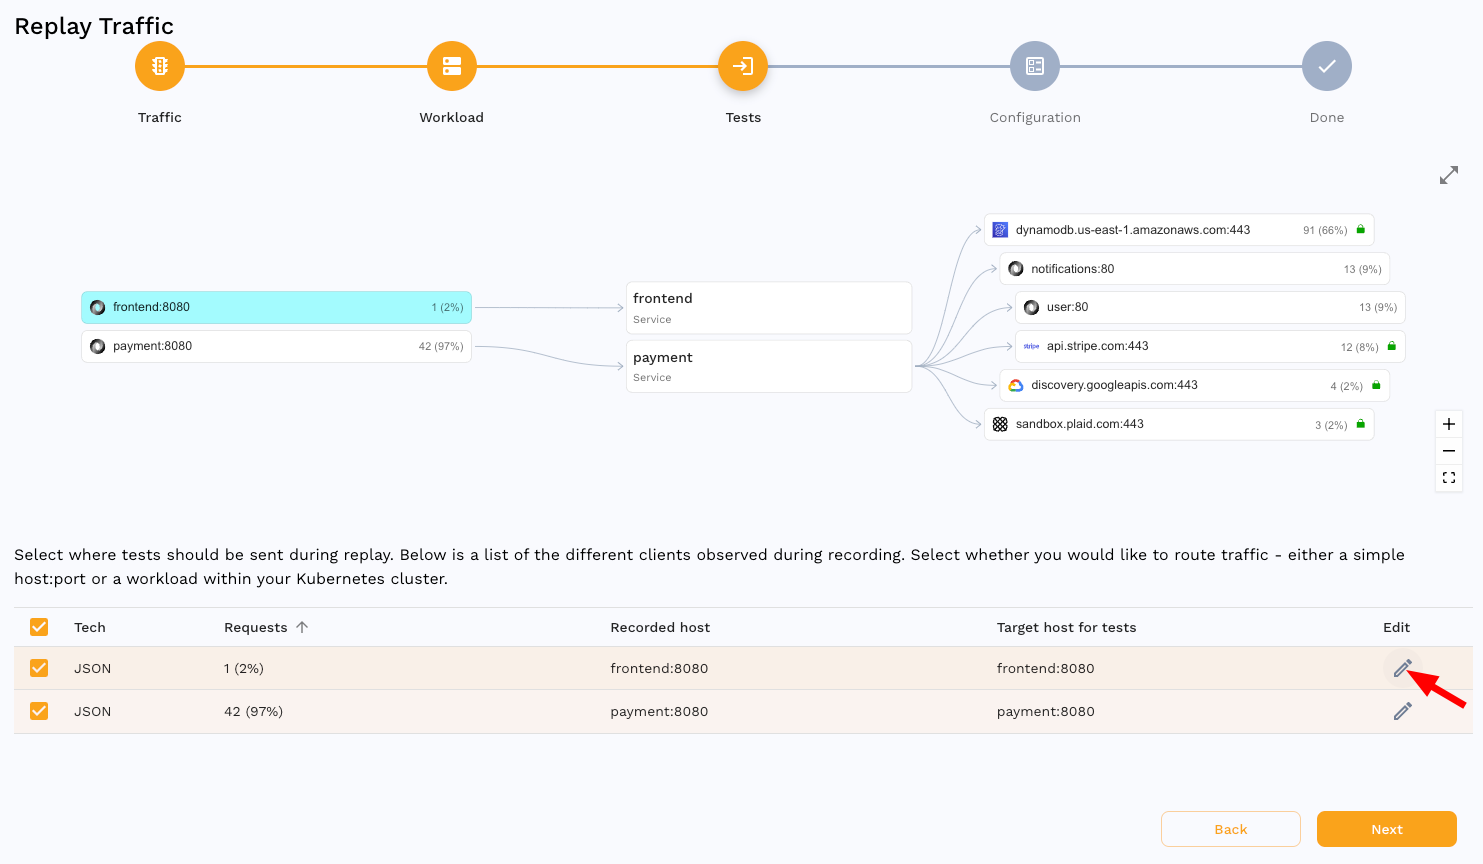 Replay Traffic
Traffic
Workload
Tests
Configuration
Done
frontend:8080 1 (2%)
payment:8080 42 (97%)
frontend
Service
payment
Service
dynamodb.us-east-1.amazonaws.com:443 91 (66%)
notifications:80 13 (9%)
user:80 13 (9%)
stripe api.stripe.com:443 12 (8%)
discovery.googleapis.com:443 4 (2%)
sandbox.plaid.com:443 3 (2%)
Select where tests should be sent during replay. Below is a list of the different clients observed during recording. Select whether you would like to route traffic - either a simple
host:port or a workload within your Kubernetes cluster.
Tech Requests Recorded host Target host for tests Edit
JSON 1 (2%) frontend:8080 frontend:8080
JSON 42 (97%) payment:8080 payment:8080
Back Next